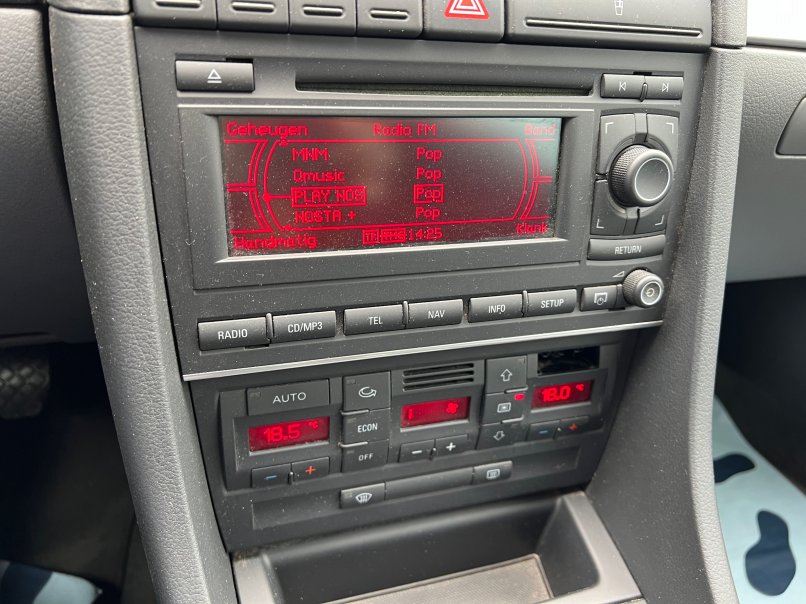 Geheugen Radio FM Band
MNM Pop
Qmusic Pop
PLAY NOS Pop
NOSTA + Pop
Handmatig 14:25 Klank
RETURN
RADIO CD/MP3 TEL NAV INFO SETUP
AUTO
18.5 °C 1 18.0 °C
ECON
OFF